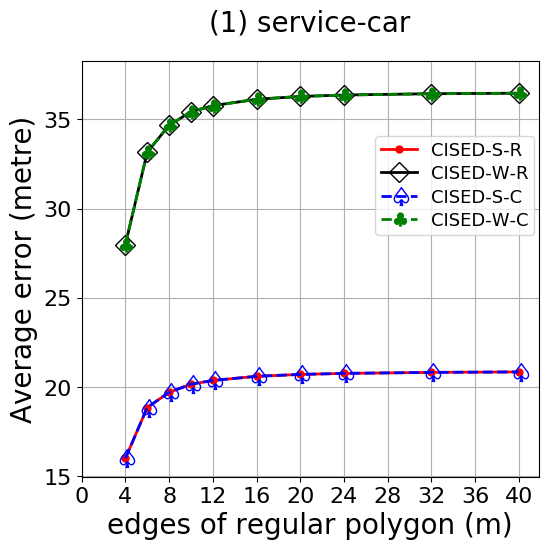 (1) service-car
Average error (metre)
35
30
25
20
15
CISED-S-R
CISED-W-R
CISED-S-C
CISED-W-C
0 4 8 12 16 20 24 28 32 36 40
edges of regular polygon (m)